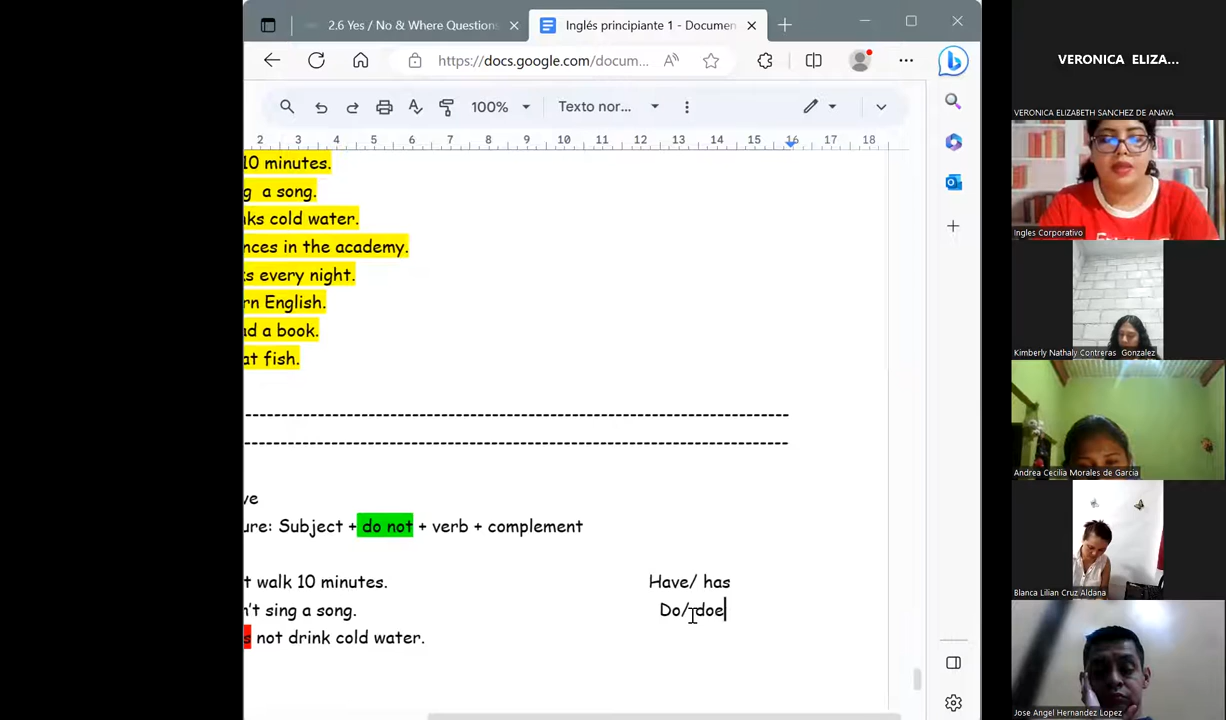 2.6 Yes / No & Where Questions
Inglés principiante 1 - Documen
https://docs.google.com/docum...
100%
Texto nor...
2 3 4 5 6 7 8 9 10 11 12 13 14 15 16 17 18
10 minutes.
g a song.
ks cold water.
nces in the academy.
s every night.
rn English.
ad a book.
at fish.
--------------------------------------------------------------------------------
--------------------------------------------------------------------------------
ve
ure: Subject + do not + verb + complement
t walk 10 minutes.
n't sing a song.
s not drink cold water.
Have/ has
Do/ doe
VERONICA ELIZA...
VERONICA ELIZABETH SANCHEZ DE ANAYA
Ingles Corporativo
Kimberly Nathaly Contreras Gonzalez
Andrea Cecilia Morales de Garcia
Blanca Lilian Cruz Aldana
Jose Angel Hernandez Lopez